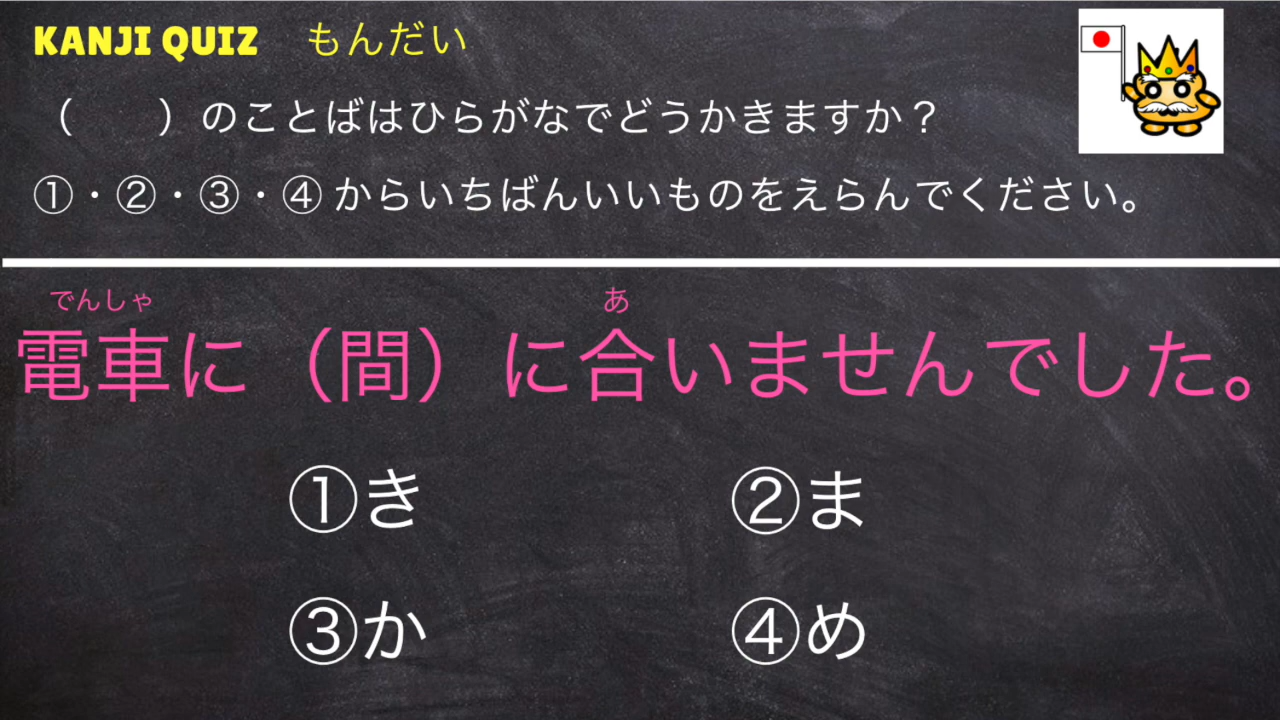 KANJI QUIZ もんだい
（　　）のことばはひらがなでどうかきますか？
①・②・③・④からいちばんいいものをえらんでください。
でんしゃ あ
電車に（間）に合いませんでした。
①き ②ま
③か ④め